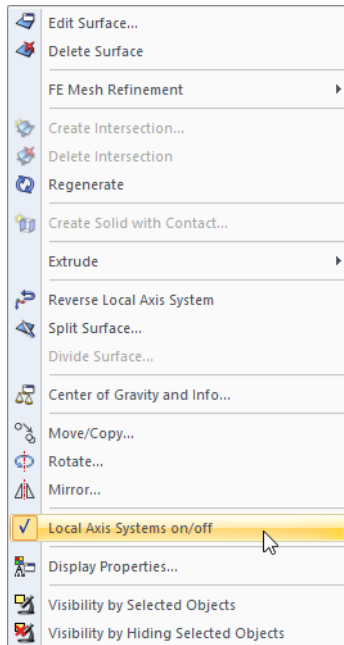 Edit Surface...
Delete Surface
FE Mesh Refinement
Create Intersection...
Delete Intersection
Regenerate
Create Solid with Contact...
Extrude
Reverse Local Axis System
Split Surface...
Divide Surface...
Center of Gravity and Info...
Move/Copy...
Rotate...
Mirror...
Local Axis Systems on/off
Display Properties...
Visibility by Selected Objects
Visibility by Hiding Selected Objects